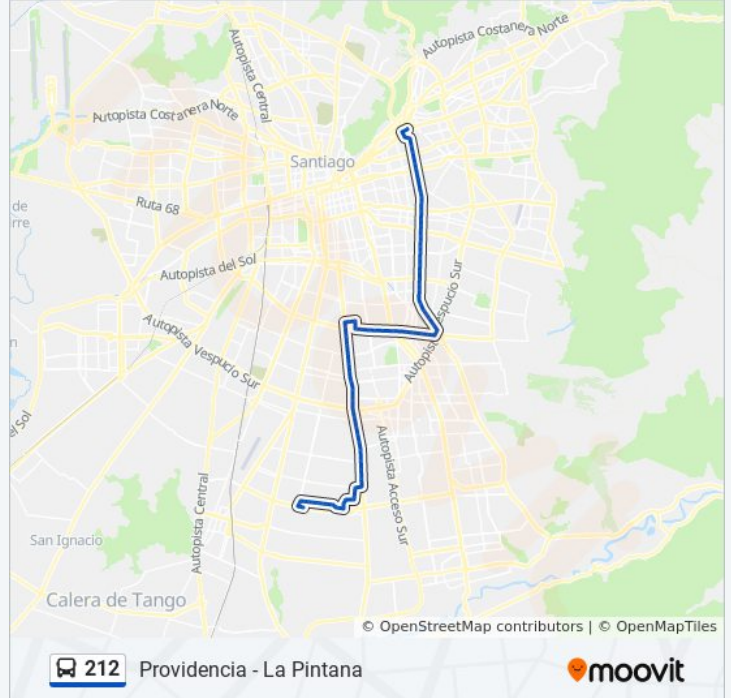 Autopista Costanera Norte
Autopista Central
Autopista Costanera Norte
Santiago
de
rre
Ruta 68
Autopista del Sol
Autopista Vespucio Sur
n
Autopista Vespucio Sur
el Sol
Autopista Acceso Sur
Autopista Central
San Ignacio
Calera de Tango
© OpenStreetMap contributors | © OpenMapTiles
212 Providencia - La Pintana
moovit